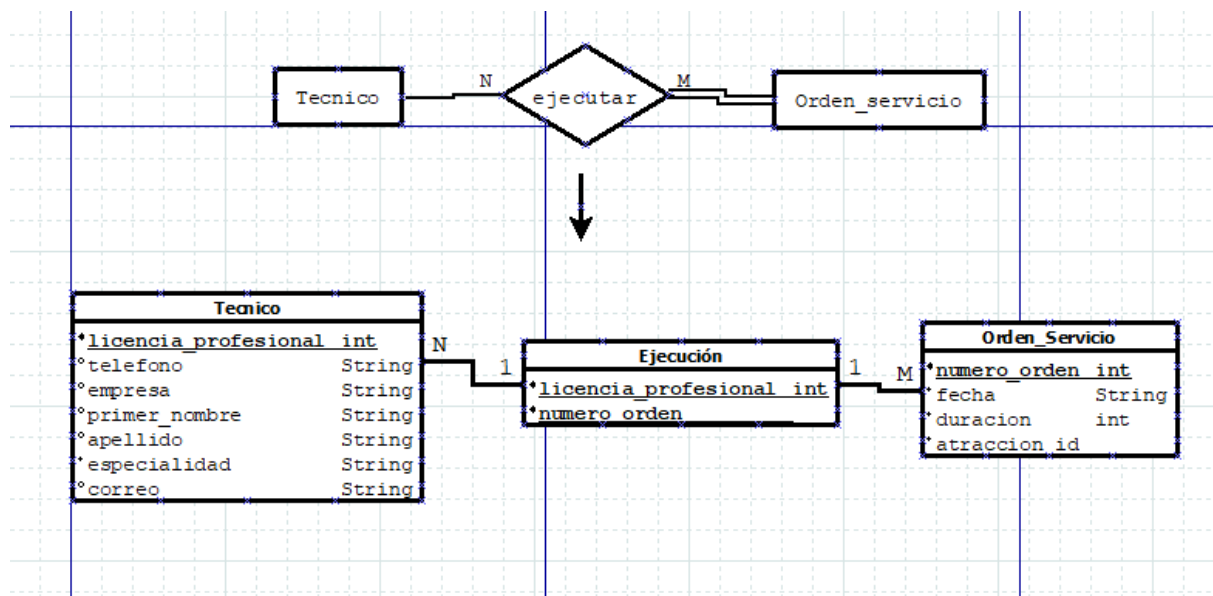 Tecnico N ejecutar M Orden_servicio
Tecnico
licencia_profesional int
telefono String
empresa String
primer_nombre String
apellido String
especialidad String
correo String
N 1
Ejecución
licencia_profesional int
numero_orden
1 M
Orden_Servicio
numero_orden int
fecha String
duracion int
atraccion_id